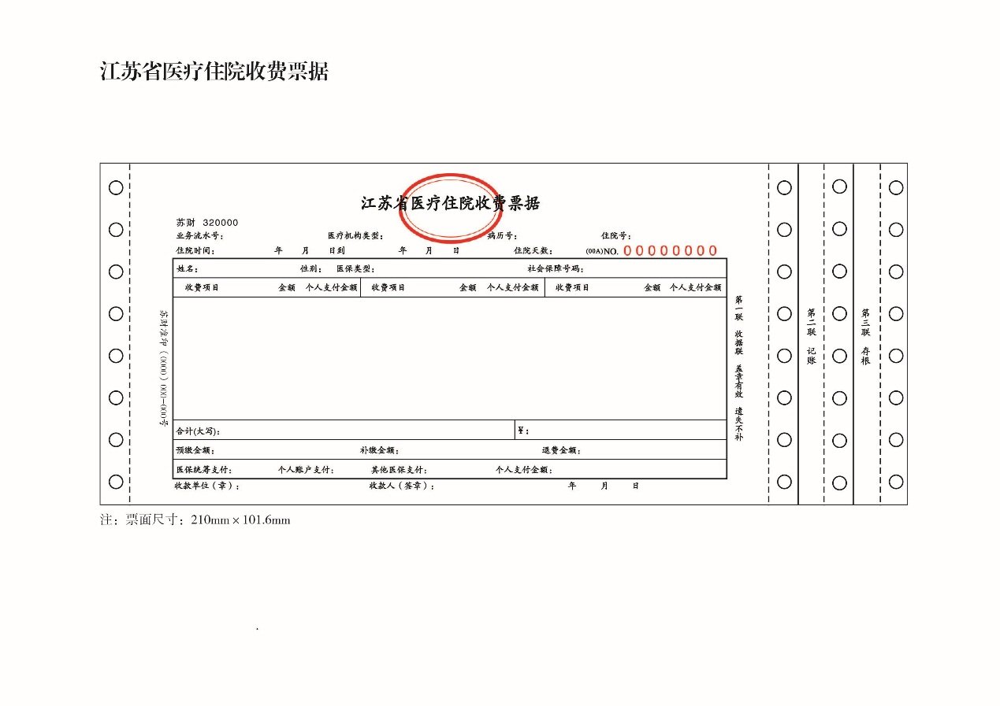 江苏省医疗住院收费票据
江苏省医疗住院收费票据
苏财 320000
业务流水号： 医疗机构类型： 病历号： 住院号：
住院时间： 年 月 日到 年 月 日 住院天数： (00A)NO. 00000000
姓名： 性别： 医保类型： 社会保障号码：
收费项目 金额 个人支付金额 收费项目 金额 个人支付金额 收费项目 金额 个人支付金额
合计(大写)： ¥：
预缴金额： 补缴金额： 退费金额：
医保统筹支付： 个人账户支付： 其他医保支付： 个人支付金额：
收款单位（章）： 收款人（签章）： 年 月 日
苏财准印（0000）000-000号
第一联 收据联 盖章有效 遗失不补
第二联 记账
第三联 存根
注：票面尺寸：210mm×101.6mm